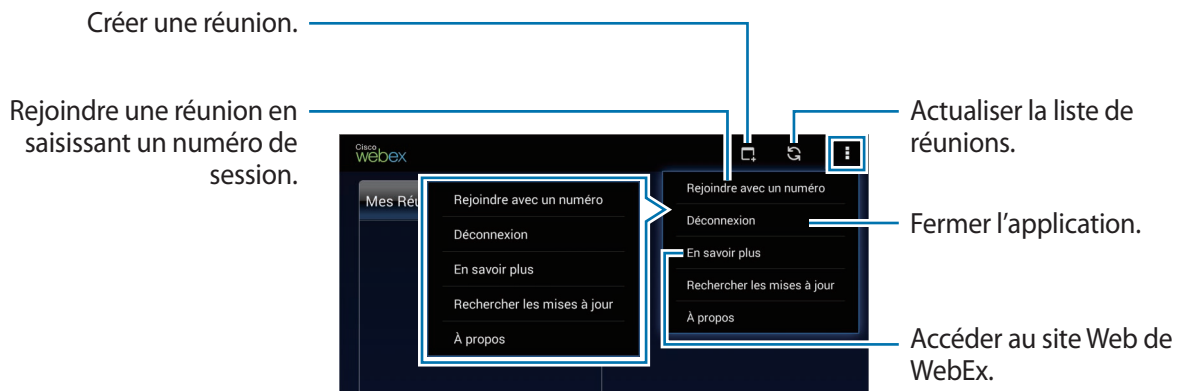 Créer une réunion.
Rejoindre une réunion en
saisissant un numéro de
session.
Actualiser la liste de
réunions.
Fermer l’application.
Accéder au site Web de
WebEx.
Cisco
webex
Mes Réu
Rejoindre avec un numéro
Déconnexion
En savoir plus
Rechercher les mises à jour
À propos
Rejoindre avec un numéro
Déconnexion
En savoir plus
Rechercher les mises à jour
À propos